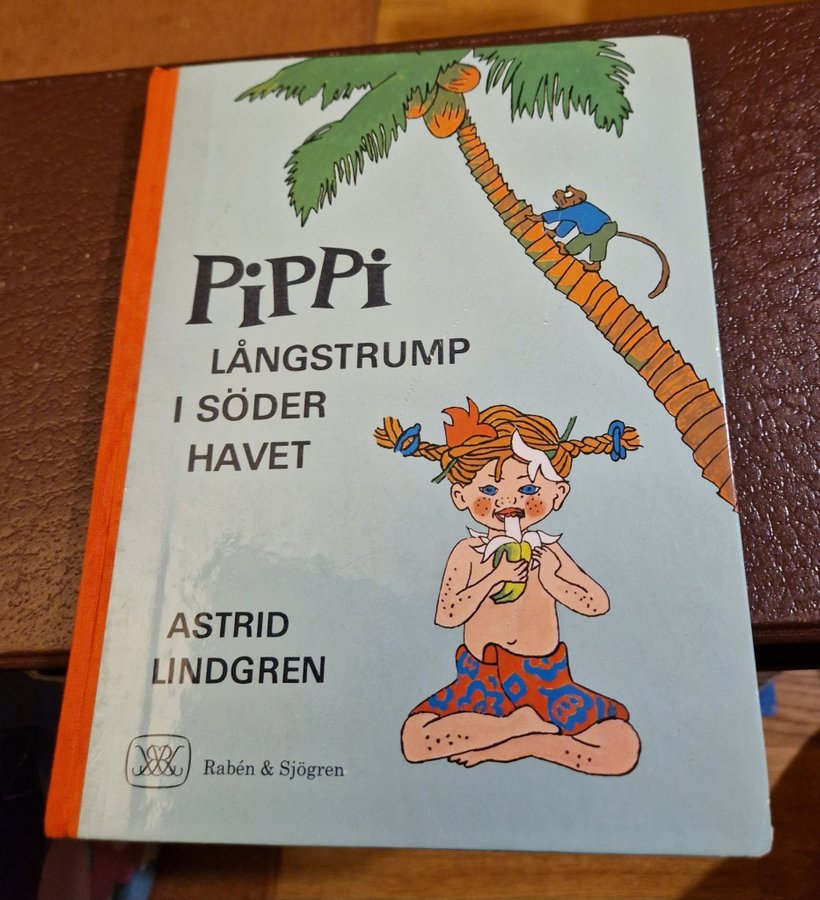 PiPPi
LÅNGSTRUMP
I SÖDER
HAVET
ASTRID
LINDGREN
Rabén & Sjögren